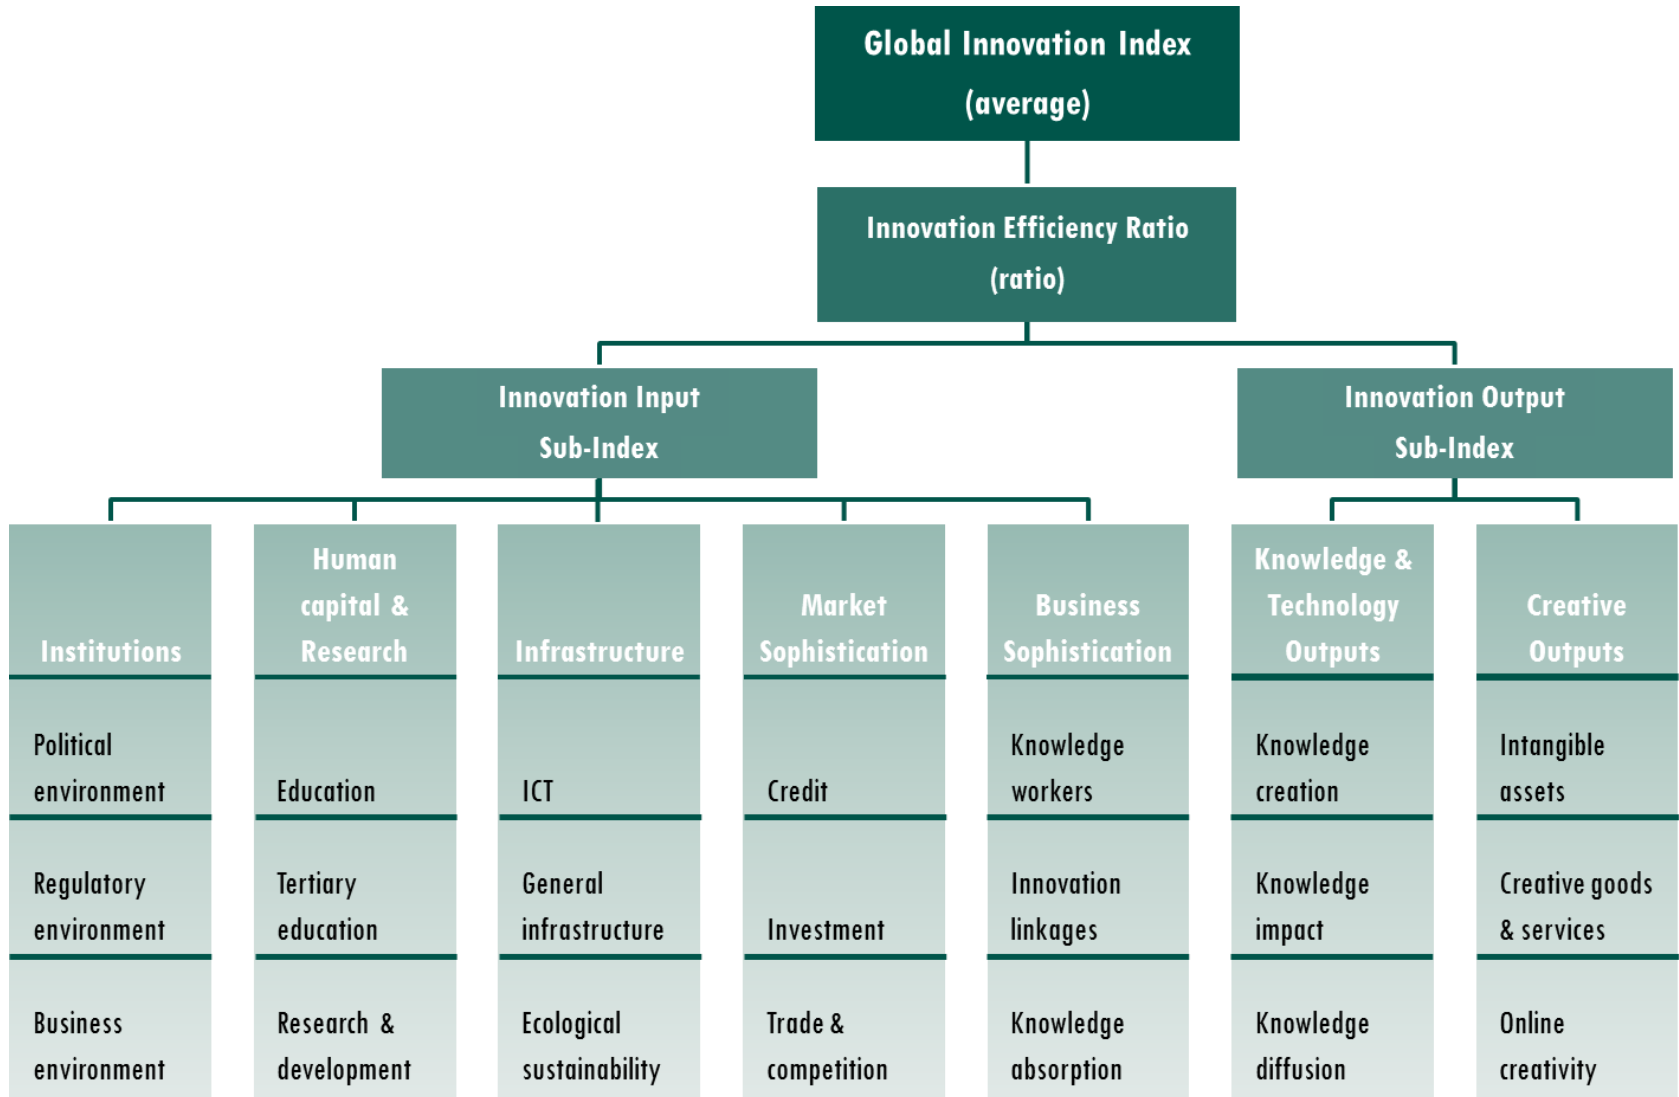 Global Innovation Index
(average)
Innovation Efficiency Ratio
(ratio)
Innovation Input
Sub-Index
Innovation Output
Sub-Index
Institutions
Political
environment
Regulatory
environment
Business
environment
Human
capital &
Research
Education
Tertiary
education
Research &
development
Infrastructure
ICT
General
infrastructure
Ecological
sustainability
Market
Sophistication
Credit
Investment
Trade &
competition
Business
Sophistication
Knowledge
workers
Innovation
linkages
Knowledge
absorption
Knowledge &
Technology
Outputs
Knowledge
creation
Knowledge
impact
Knowledge
diffusion
Creative
Outputs
Intangible
assets
Creative goods
& services
Online
creativity